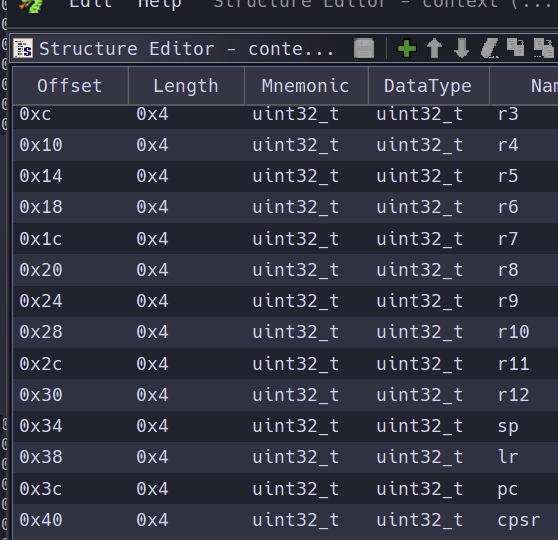 Edit Help Structure Editor - context (...
Structure Editor - conte...
Offset Length Mnemonic DataType Nam
0xc 0x4 uint32_t uint32_t r3
0x10 0x4 uint32_t uint32_t r4
0x14 0x4 uint32_t uint32_t r5
0x18 0x4 uint32_t uint32_t r6
0x1c 0x4 uint32_t uint32_t r7
0x20 0x4 uint32_t uint32_t r8
0x24 0x4 uint32_t uint32_t r9
0x28 0x4 uint32_t uint32_t r10
0x2c 0x4 uint32_t uint32_t r11
0x30 0x4 uint32_t uint32_t r12
0x34 0x4 uint32_t uint32_t sp
0x38 0x4 uint32_t uint32_t lr
0x3c 0x4 uint32_t uint32_t pc
0x40 0x4 uint32_t uint32_t cpsr